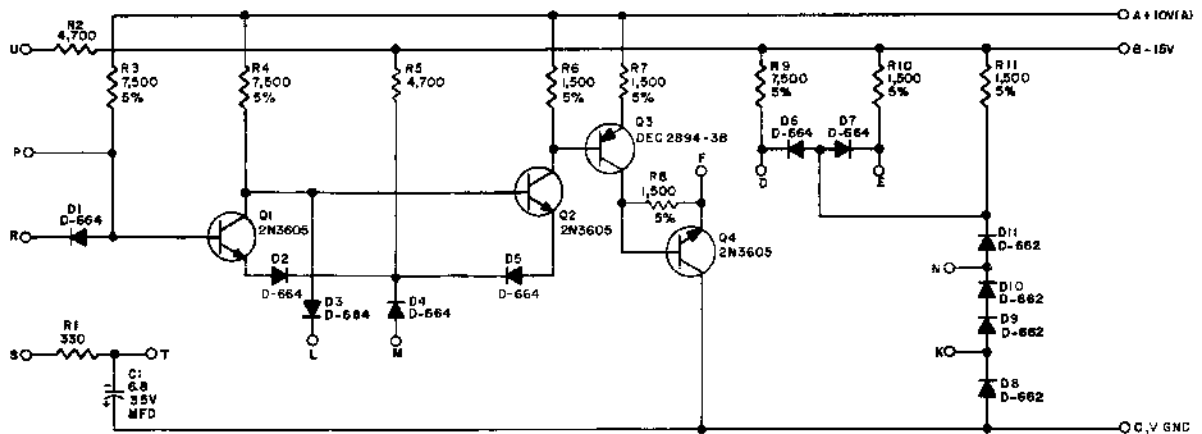 A+10V(A)
R2
4,700
U
B-15V
R3
7,500
5%
R4
7,500
5%
R5
4,700
R6
1,500
5%
R7
1,500
5%
R9
7,500
5%
R10
1,500
5%
R11
1,500
5%
Q3
DEC 2894-3B
D6
D-664
D7
D-664
P
F
D
E
R8
1,500
5%
D1
D-664
R
Q1
2N3605
Q2
2N3605
Q4
2N3605
D2
D-664
D5
D-664
D11
D-662
N
D3
D-664
D4
D-664
D10
D-662
D9
D-662
R1
330
S
T
L
M
K
C1
6.8
35V
MFD
D8
D-662
C,V GND